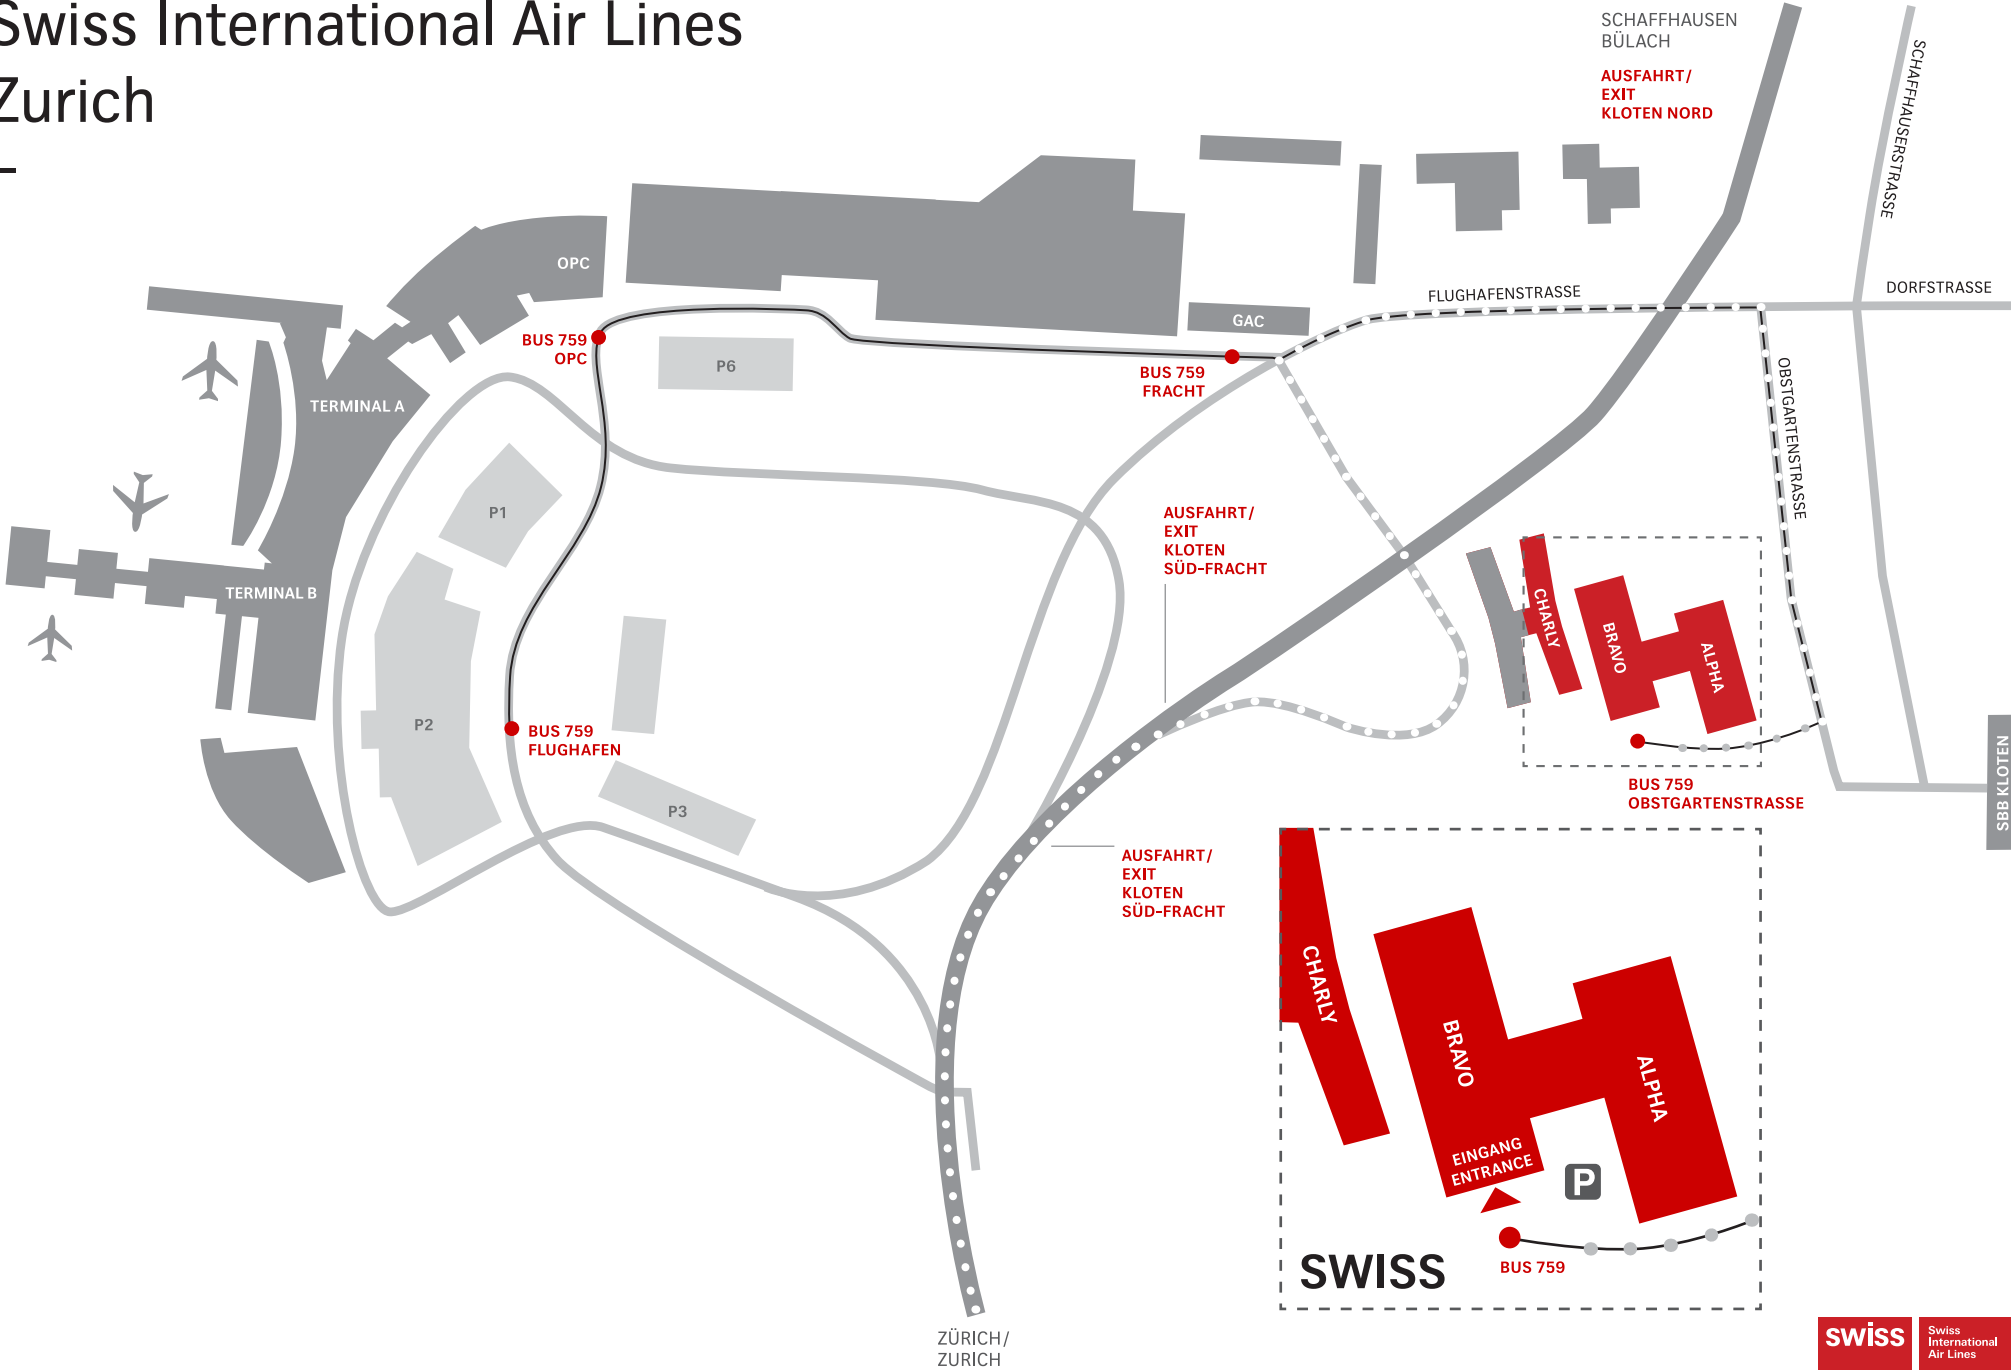 Swiss International Air Lines
Zurich
SCHAFFHAUSEN
BÜLACH
AUSFAHRT/
EXIT
KLOTEN NORD
SCHAFFHAUSERSTRASSE
DORFSTRASSE
FLUGHAFENSTRASSE
OBSTGARTENSTRASSE
OPC
GAC
BUS 759
OPC
P6
BUS 759
FRACHT
TERMINAL A
P1
TERMINAL B
AUSFAHRT/
EXIT
KLOTEN
SÜD-FRACHT
CHARLY
BRAVO
ALPHA
P2
BUS 759
FLUGHAFEN
P3
BUS 759
OBSTGARTENSTRASSE
SBB KLOTEN
AUSFAHRT/
EXIT
KLOTEN
SÜD-FRACHT
CHARLY
BRAVO
ALPHA
EINGANG
ENTRANCE
P
BUS 759
SWISS
ZÜRICH/
ZURICH
swiss
Swiss
International
Air Lines